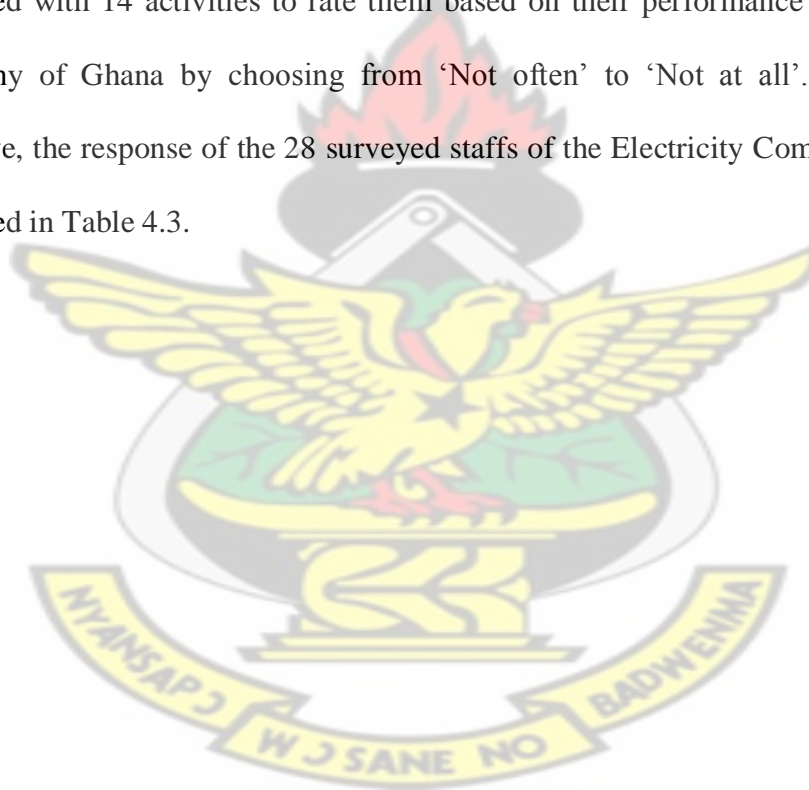 ed with 14 activities to rate them based on their performance
ny of Ghana by choosing from ‘Not often’ to ‘Not at all’.
e, the response of the 28 surveyed staffs of the Electricity Com
ed in Table 4.3.
NYANSAPƆ
WƆSANE NO
BADWENMA